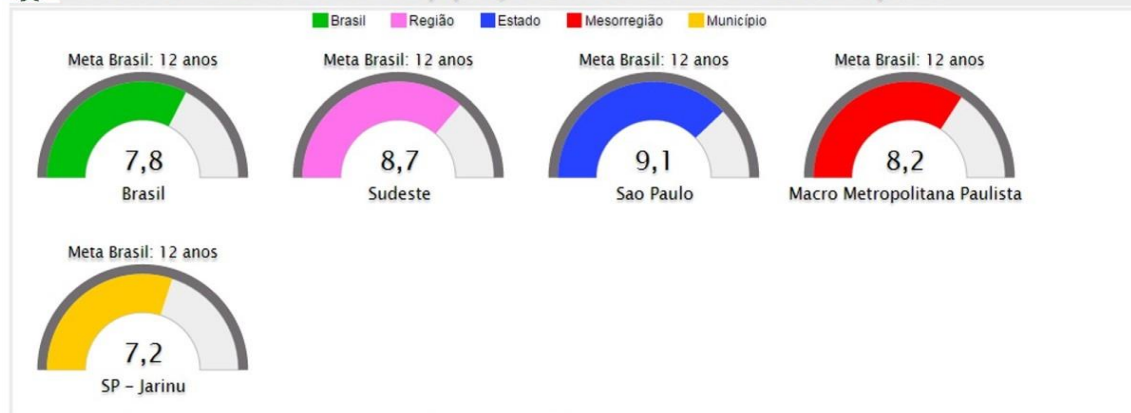 Brasil Região Estado Mesorregião Município
Meta Brasil: 12 anos Meta Brasil: 12 anos Meta Brasil: 12 anos Meta Brasil: 12 anos
7,8 8,7 9,1 8,2
Brasil Sudeste Sao Paulo Macro Metropolitana Paulista
Meta Brasil: 12 anos
7,2
SP - Jarinu